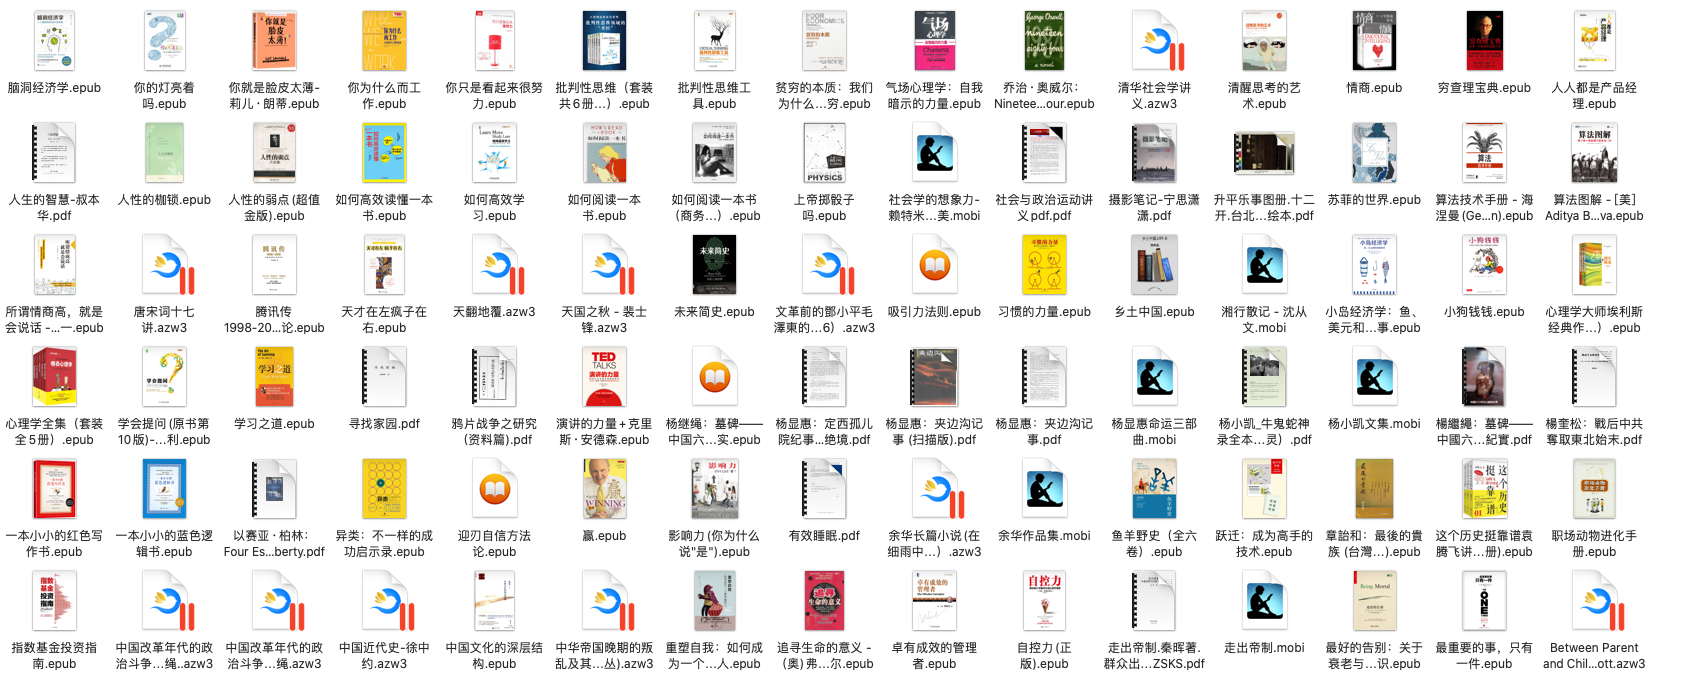 脑洞经济学.epub
你的灯亮着
吗.epub
你就是脸皮太薄-
莉儿·朗蒂.epub
你为什么而工
作.epub
你只是看起来很努
力.epub
批判性思维（套装
共6册...）.epub
批判性思维工
具.epub
贫穷的本质：我们
为什么...穷.epub
气场心理学：自我
暗示的力量.epub
乔治·奥威尔：
Ninetee...our.epub
清华社会学讲
义.azw3
清醒思考的艺
术.epub
情商.epub
穷查理宝典.epub
人人都是产品经
理.epub
人生的智慧-叔本
华.pdf
人性的枷锁.epub
人性的弱点 (超值
金版).epub
如何高效读懂一本
书.epub
如何高效学
习.epub
如何阅读一本
书.epub
如何阅读一本书
（商务...）.epub
上帝掷骰子
吗.epub
社会学的想象力-
赖特米...美.mobi
社会与政治运动讲
义pdf.pdf
摄影笔记-宁思潇
潇.pdf
升平乐事图册.十二
开.台北...绘本.pdf
苏菲的世界.epub
算法技术手册 - 海
涅曼 (Ge...n).epub
算法图解 - [美]
Aditya B...va.epub
所谓情商高，就是
会说话 -...一.epub
唐宋词十七
讲.azw3
腾讯传
1998-20...论.epub
天才在左疯子在
右.epub
天翻地覆.azw3
天国之秋 - 裴士
锋.azw3
未来简史.epub
文革前的鄧小平毛
澤東的...6）.azw3
吸引力法则.epub
习惯的力量.epub
乡土中国.epub
湘行散记 - 沈从
文.mobi
小岛经济学：鱼、
美元和...事.epub
小狗钱钱.epub
心理学大师埃利斯
经典作...）.epub
心理学全集（套装
全5册）.epub
学会提问 (原书第
10版)-...利.epub
学习之道.epub
寻找家园.pdf
鸦片战争之研究
(资料篇).pdf
演讲的力量+克里
斯·安德森.epub
杨继绳：墓碑——
中国六...实.epub
杨显惠：定西孤儿
院纪事...绝境.pdf
杨显惠：夹边沟记
事 (扫描版).pdf
杨显惠：夹边沟记
事.pdf
杨显惠命运三部
曲.mobi
杨小凯_牛鬼蛇神
录全本...灵）.pdf
杨小凯文集.mobi
楊繼繩：墓碑——
中國六...紀實.pdf
楊奎松：戰后中共
奪取東北始末.pdf
一本小小的红色写
作书.epub
一本小小的蓝色逻
辑书.epub
以赛亚·柏林：
Four Es...berty.pdf
异类：不一样的成
功启示录.epub
迎刃自信方法
论.epub
赢.epub
影响力 (你为什么
说"是").epub
有效睡眠.pdf
余华长篇小说 (在
细雨中...）.azw3
余华作品集.mobi
鱼羊野史（全六
卷）.epub
跃迁：成为高手的
技术.epub
章詒和：最後的貴
族 (台灣...).epub
这个历史挺靠谱袁
腾飞讲...册).epub
职场动物进化手
册.epub
指数基金投资指
南.epub
中国改革年代的政
治斗争...绳..azw3
中国改革年代的政
治斗争...绳.azw3
中国近代史-徐中
约.azw3
中国文化的深层结
构.epub
中华帝国晚期的叛
乱及其...丛).azw3
重塑自我：如何成
为一个...人.epub
追寻生命的意义 -
(奥) 弗...尔.epub
卓有成效的管理
者.epub
自控力 (正
版).epub
走出帝制.秦晖著.
群众出...ZSKS.pdf
走出帝制.mobi
最好的告别：关于
衰老与...识.epub
最重要的事，只有
一件.epub
Between Parent
and Chil...ott.azw3